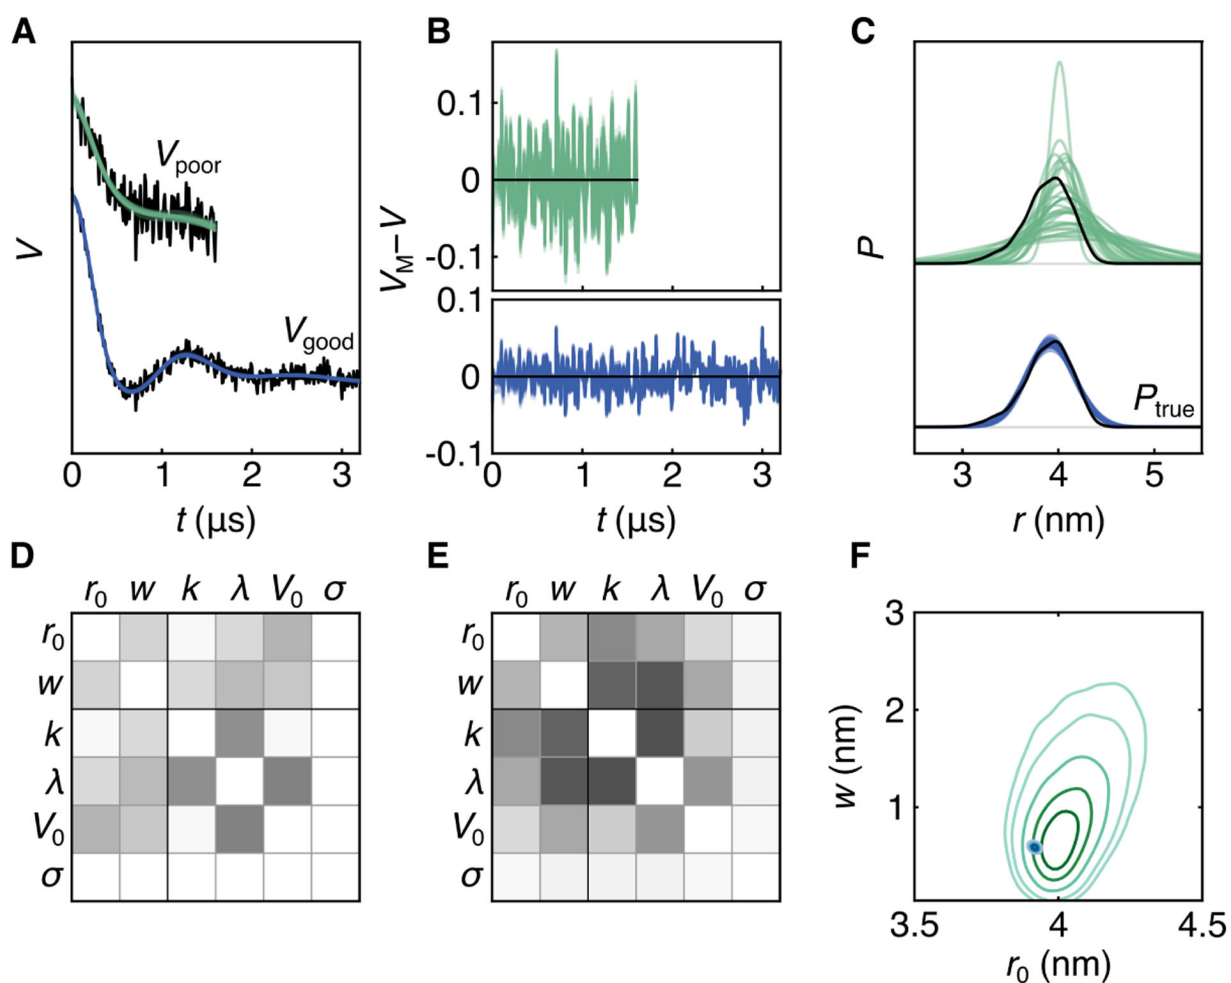 A
V
V_poor
V_good
0 1 2 3
t (μs)
B
V_M−V
0.1
0
-0.1
0.1
0
-0.1
0 1 2 3
t (μs)
C
P
P_true
3 4 5
r (nm)
D
r_0 w k λ V_0 σ
r_0
w
k
λ
V_0
σ
E
r_0 w k λ V_0 σ
r_0
w
k
λ
V_0
σ
F
w (nm)
3
2
1
3.5 4 4.5
r_0 (nm)